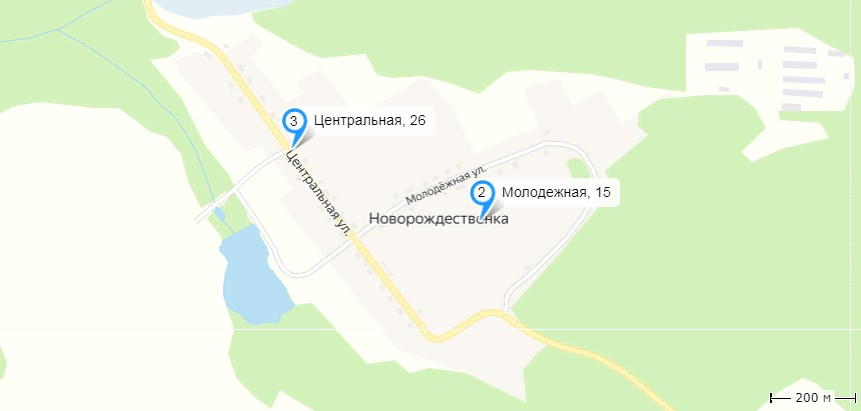 3 Центральная, 26
Центральная ул.
Молодёжная ул.
2 Молодежная, 15
Новорождественка
200 м